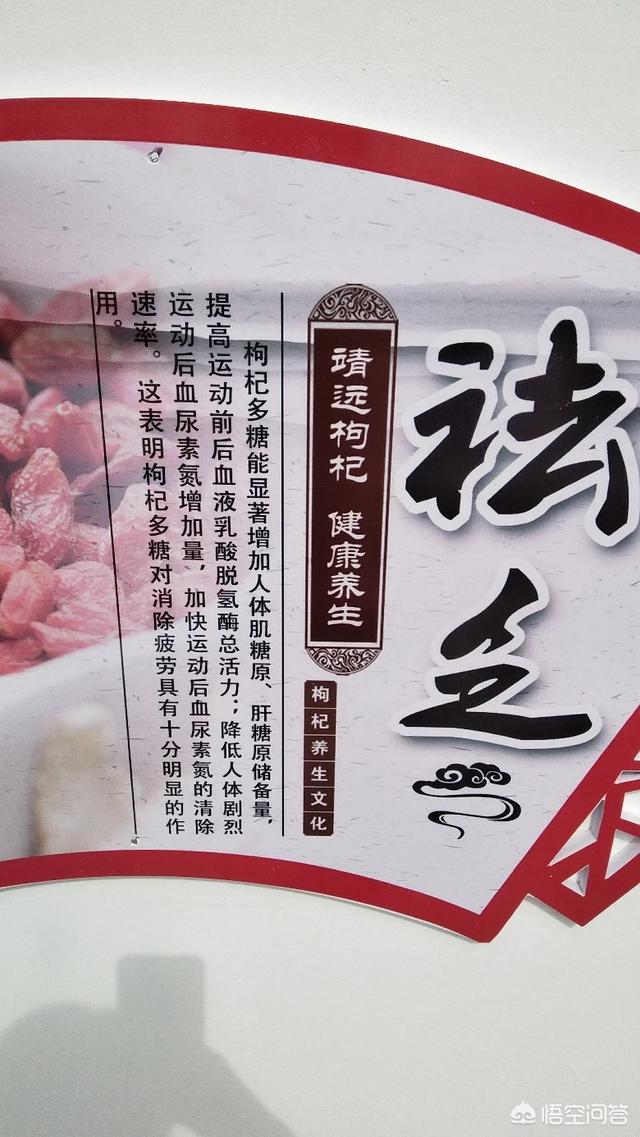 祛乏
靖远枸杞 健康养生
枸杞养生文化
枸杞多糖能显著增加人体肌糖原、肝糖原储备量,
提高运动前后血液乳酸脱氢酶总活力；降低人体剧烈
运动后血尿素氮增加量，加快运动后血尿素氮的清除
速率。这表明枸杞多糖对消除疲劳具有十分明显的作
用。
悟空问答